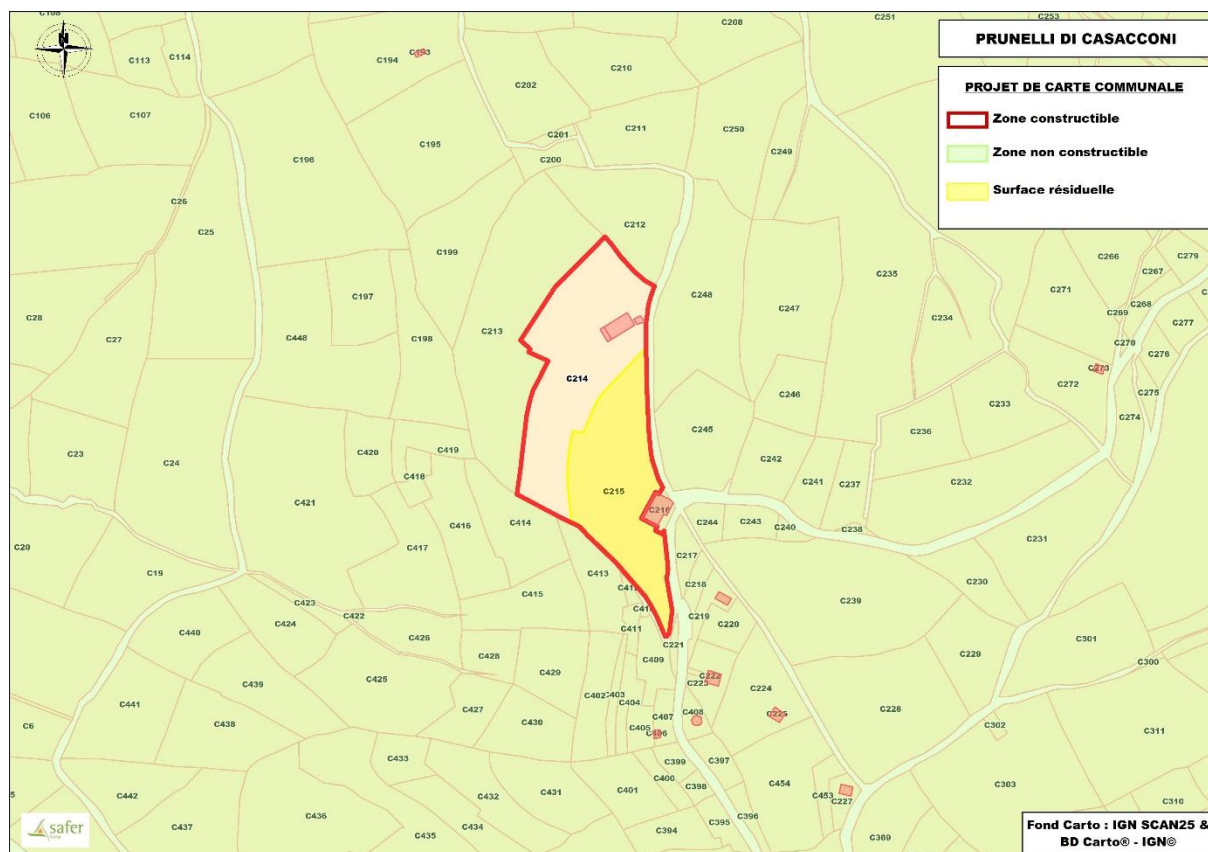 PRUNELLI DI CASACCONI
PROJET DE CARTE COMMUNALE
Zone constructible
Zone non constructible
Surface résiduelle
N
C108
C113
C114
C106
C107
C194
C193
C202
C210
C208
C251
C253
C201
C211
C250
C249
C196
C195
C200
C26
C25
C199
C212
C197
C213
C248
C247
C235
C234
C271
C266
C279
C267
C268
C269
C277
C28
C27
C448
C198
C270
C276
C214
C272
C273
C275
C246
C233
C274
C23
C24
C420
C419
C418
C245
C236
C242
C241
C237
C232
C421
C416
C414
C215
C216
C244
C243
C240
C238
C20
C19
C417
C413
C217
C231
C415
C218
C230
C239
C423
C422
C424
C426
C219
C220
C440
C411
C221
C301
C428
C409
C229
C300
C439
C425
C429
C222
C223
C441
C427
C402
C403
C404
C224
C228
C6
C438
C430
C407
C408
C225
C302
C311
C405
C406
C433
C399
C397
C400
C454
C303
C442
C436
C432
C431
C401
C398
C453
C227
C310
C437
C435
C434
C394
C395
C396
C369
safer
Fond Carto : IGN SCAN25 &
BD Carto® - IGN©